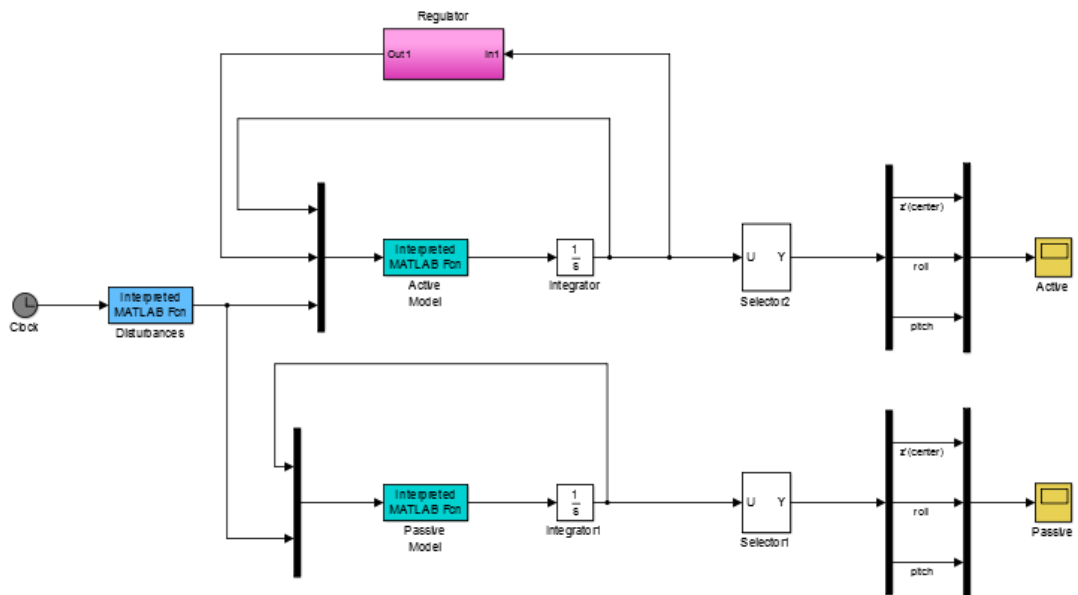 Regulator
Out1
In1
z'(center)
Interpreted
MATLAB Fcn
Active
Model
1
s
Integrator
U
Y
Selector2
roll
Active
pitch
Clock
Interpreted
MATLAB Fcn
Disturbances
z'(center)
Interpreted
MATLAB Fcn
Passive
Model
1
s
Integrator1
U
Y
Selector1
roll
Passive
pitch